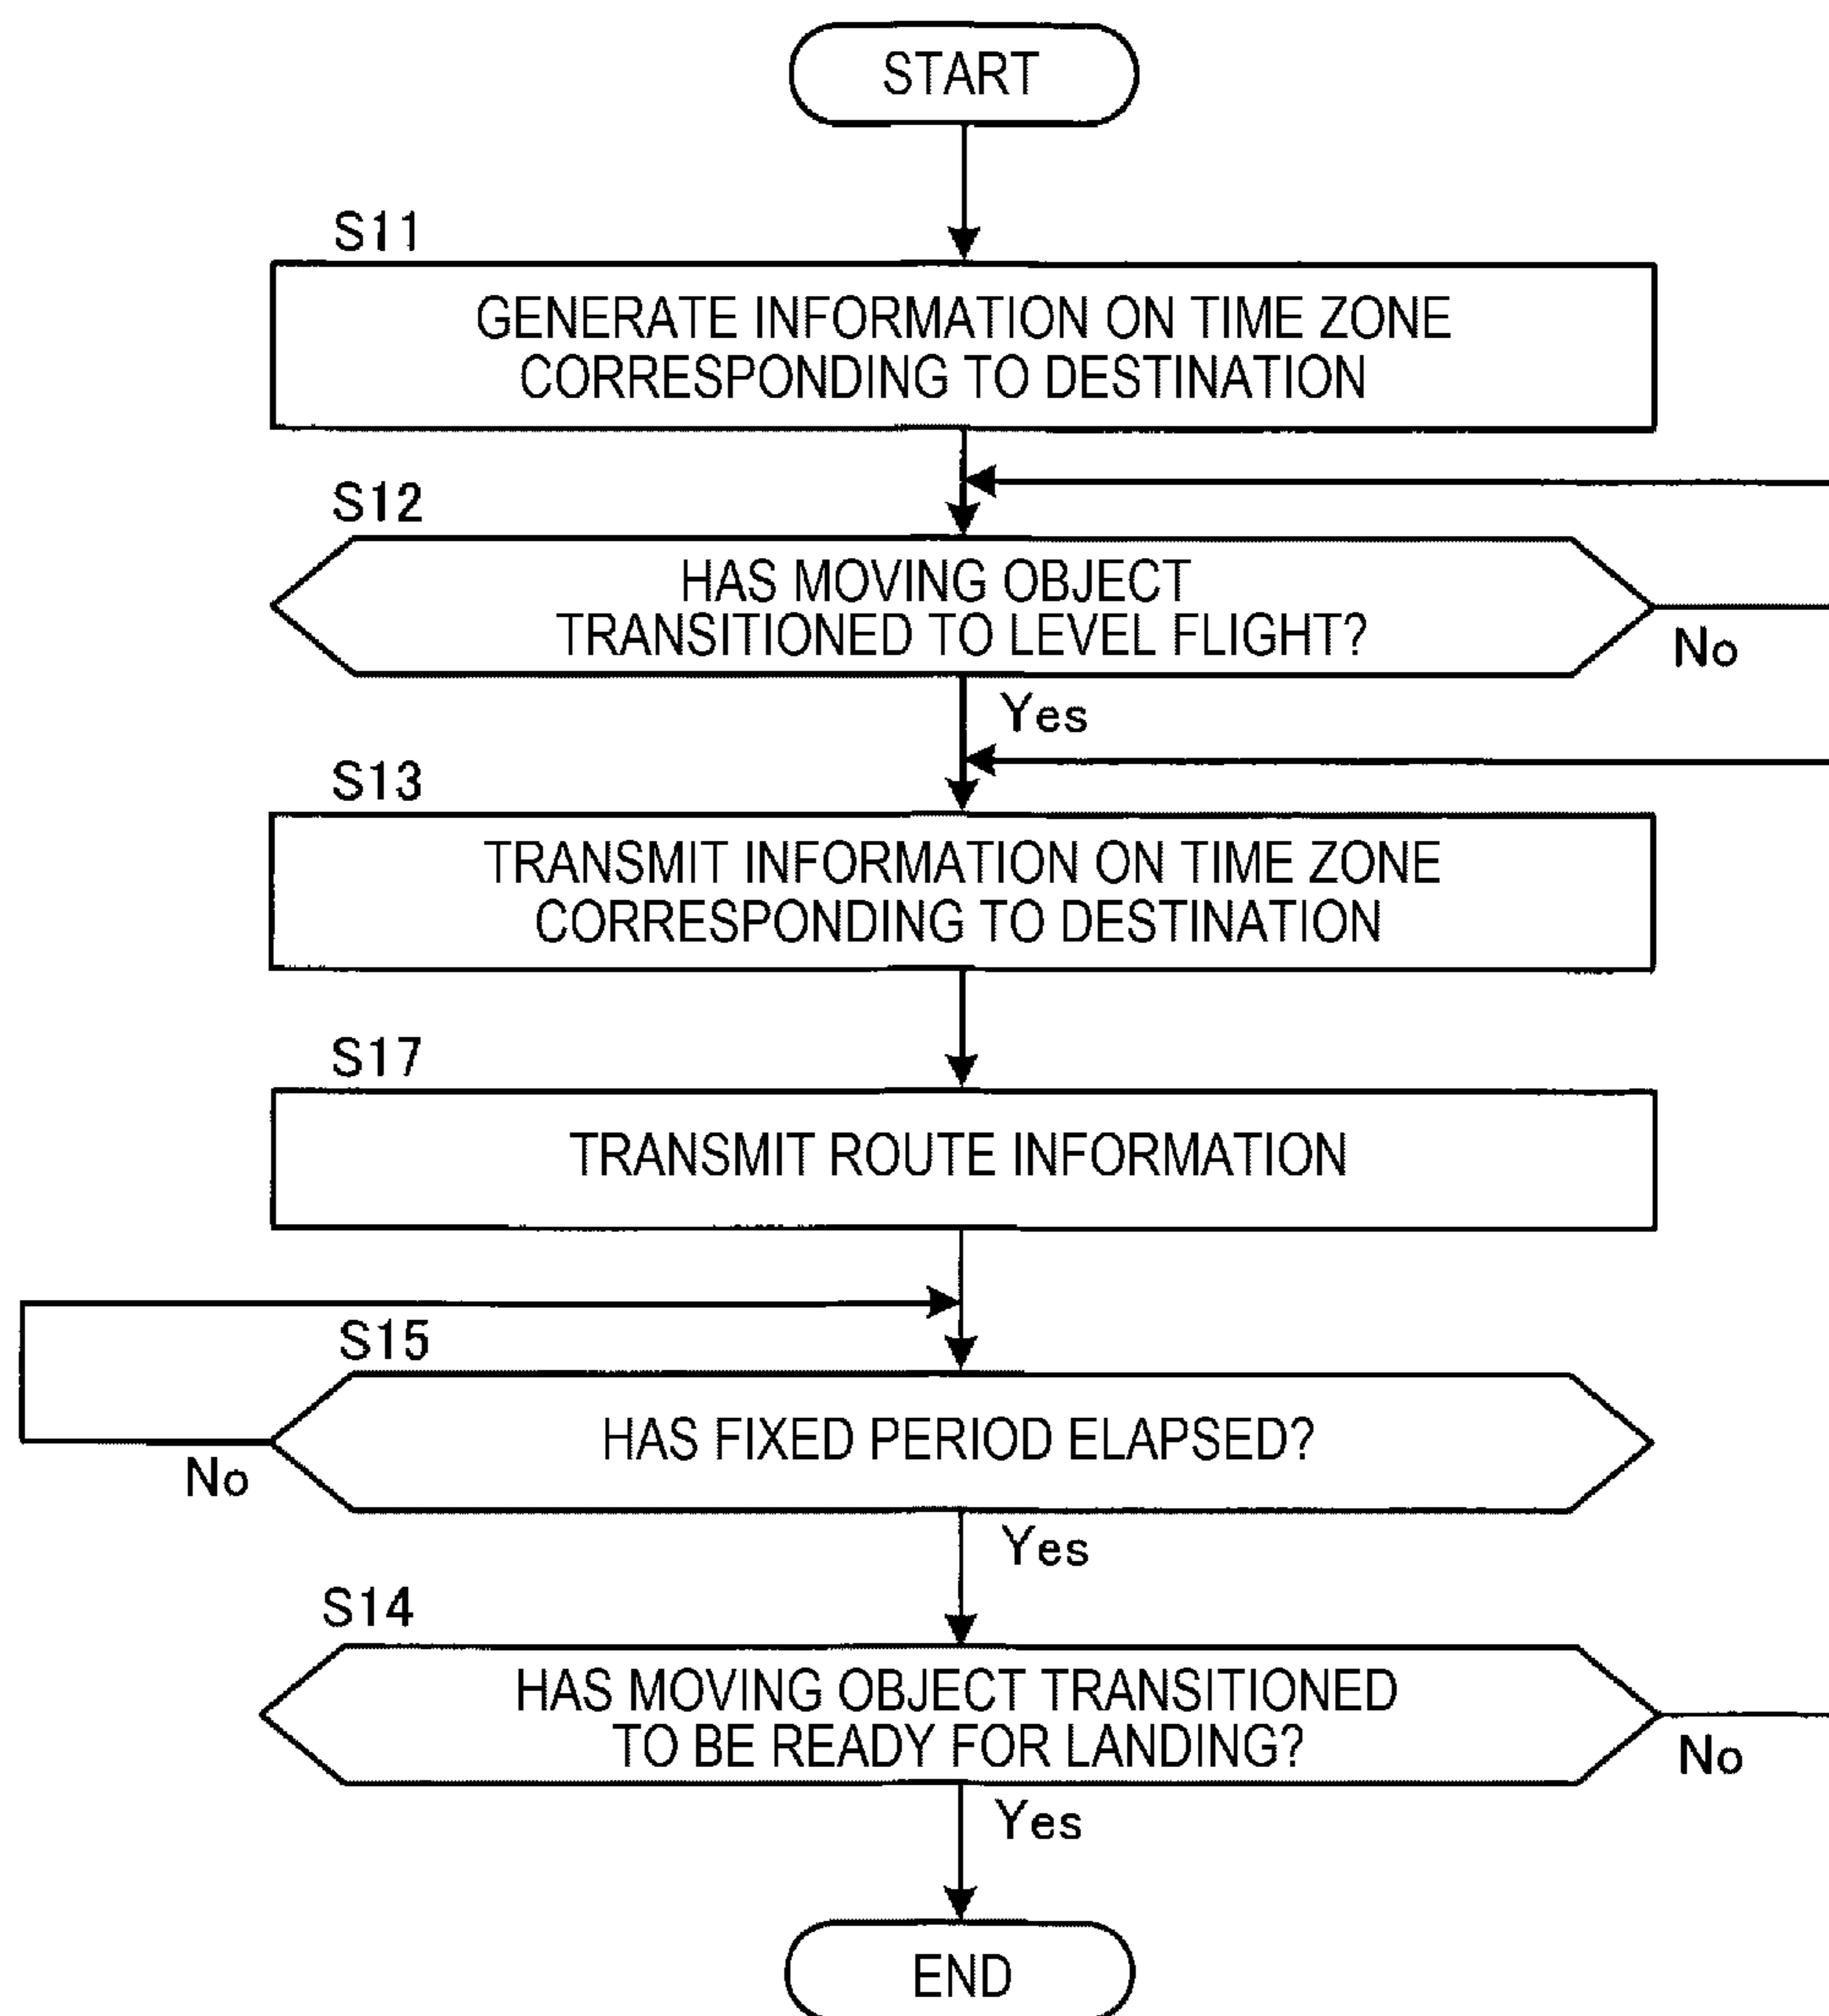 START
S11
GENERATE INFORMATION ON TIME ZONE
CORRESPONDING TO DESTINATION
S12
HAS MOVING OBJECT
TRANSITIONED TO LEVEL FLIGHT?
No
Yes
S13
TRANSMIT INFORMATION ON TIME ZONE
CORRESPONDING TO DESTINATION
S17
TRANSMIT ROUTE INFORMATION
S15
HAS FIXED PERIOD ELAPSED?
No
Yes
S14
HAS MOVING OBJECT TRANSITIONED
TO BE READY FOR LANDING?
No
Yes
END